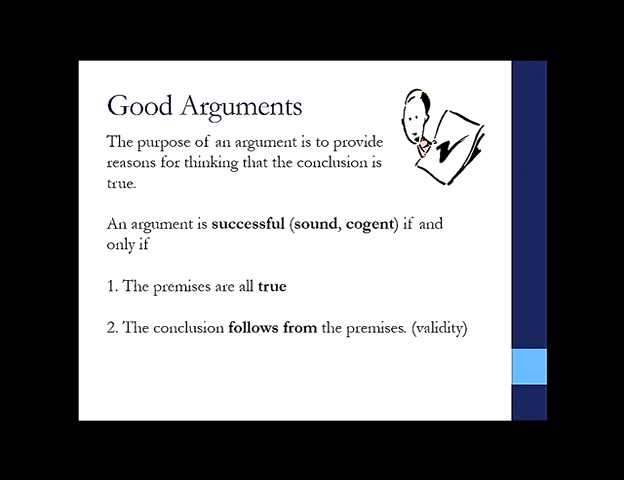 Good Arguments
The purpose of an argument is to provide
reasons for thinking that the conclusion is
true.
An argument is successful (sound, cogent) if and
only if
1. The premises are all true
2. The conclusion follows from the premises. (validity)